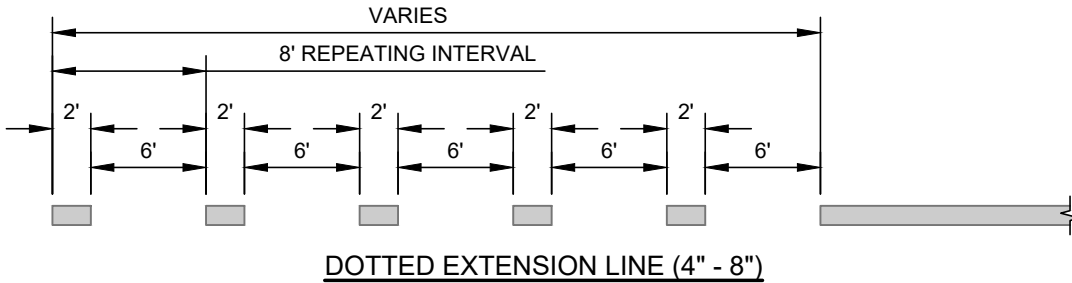 VARIES
8' REPEATING INTERVAL
2' 2' 2' 2' 2'
6' 6' 6' 6' 6'
DOTTED EXTENSION LINE (4" - 8")